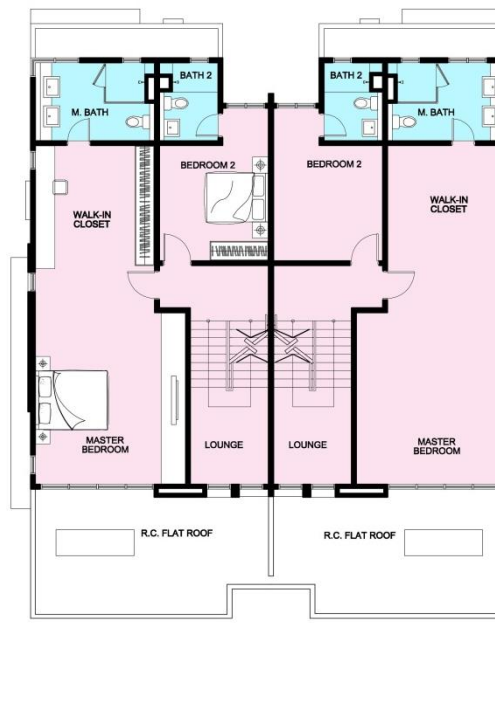 BATH 2
BATH 2
M. BATH
M. BATH
BEDROOM 2
BEDROOM 2
WALK-IN
CLOSET
WALK-IN
CLOSET
MASTER
BEDROOM
LOUNGE
LOUNGE
MASTER
BEDROOM
R.C. FLAT ROOF
R.C. FLAT ROOF